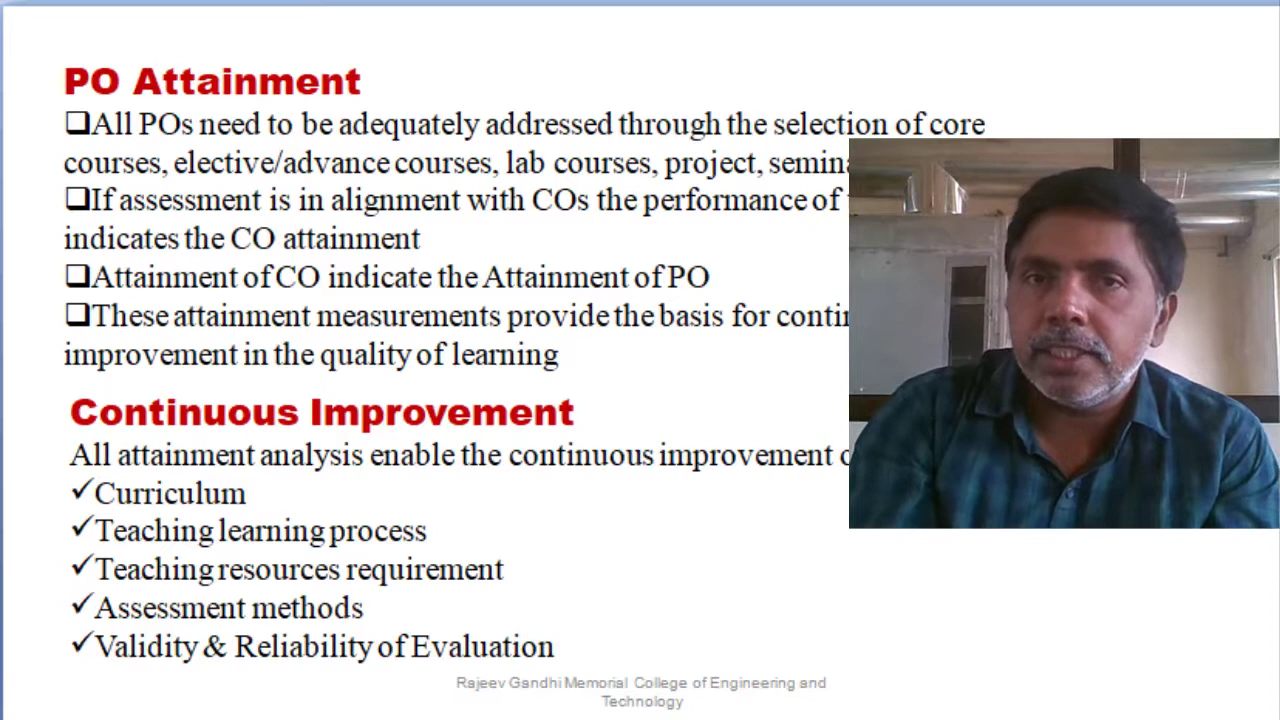 PO Attainment
❑All POs need to be adequately addressed through the selection of core
courses, elective/advance courses, lab courses, project,
❑If assessment is in alignment with COs the performance of
indicates the CO attainment
❑Attainment of CO indicate the Attainment of PO
❑These attainment measurements provide the basis for
improvement in the quality of learning
Continuous Improvement
All attainment analysis enable the continuous improvement
✓Curriculum
✓Teaching learning process
✓Teaching resources requirement
✓Assessment methods
✓Validity & Reliability of Evaluation
Rajeev Gandhi Memorial College of Engineering and
Technology